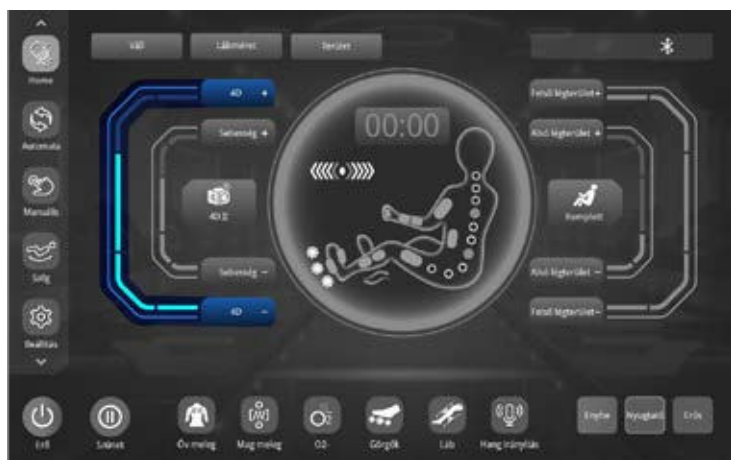 Váll
Lábméret
Terület
Home
Automata
Manuális
Szög
Beállítás
4D +
Sebesség +
4D II
Sebesség −
4D −
00:00
Felső légterület+
Alsó légterület +
Komplett
Alsó légterület −
Felső légterület−
Erő
Szünet
Öv meleg
Mag meleg
O2-
Görgők
Láb
Hang irányítás
Enyhe
Nyugtató
Erős